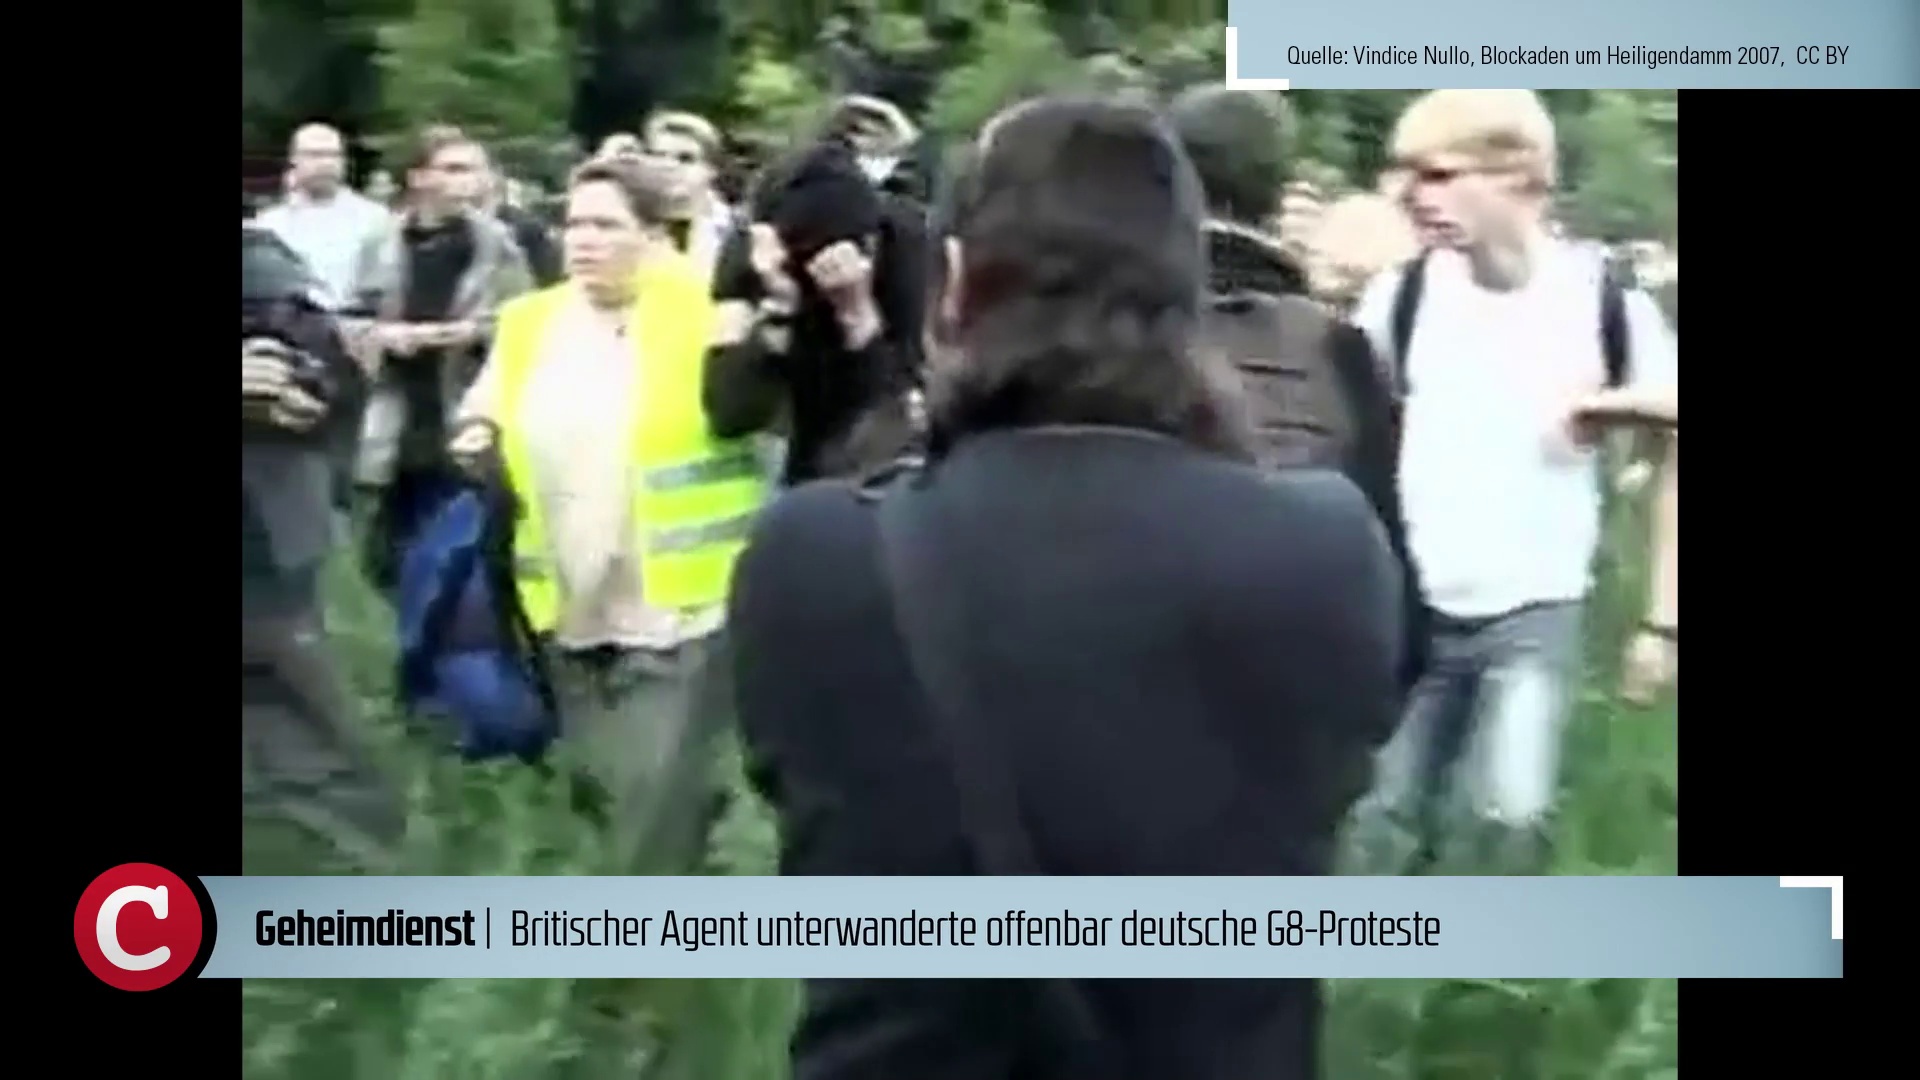 Quelle: Vindice Nullo, Blockaden um Heiligendamm 2007, CC BY
C
Geheimdienst | Britischer Agent unterwanderte offenbar deutsche G8-Proteste